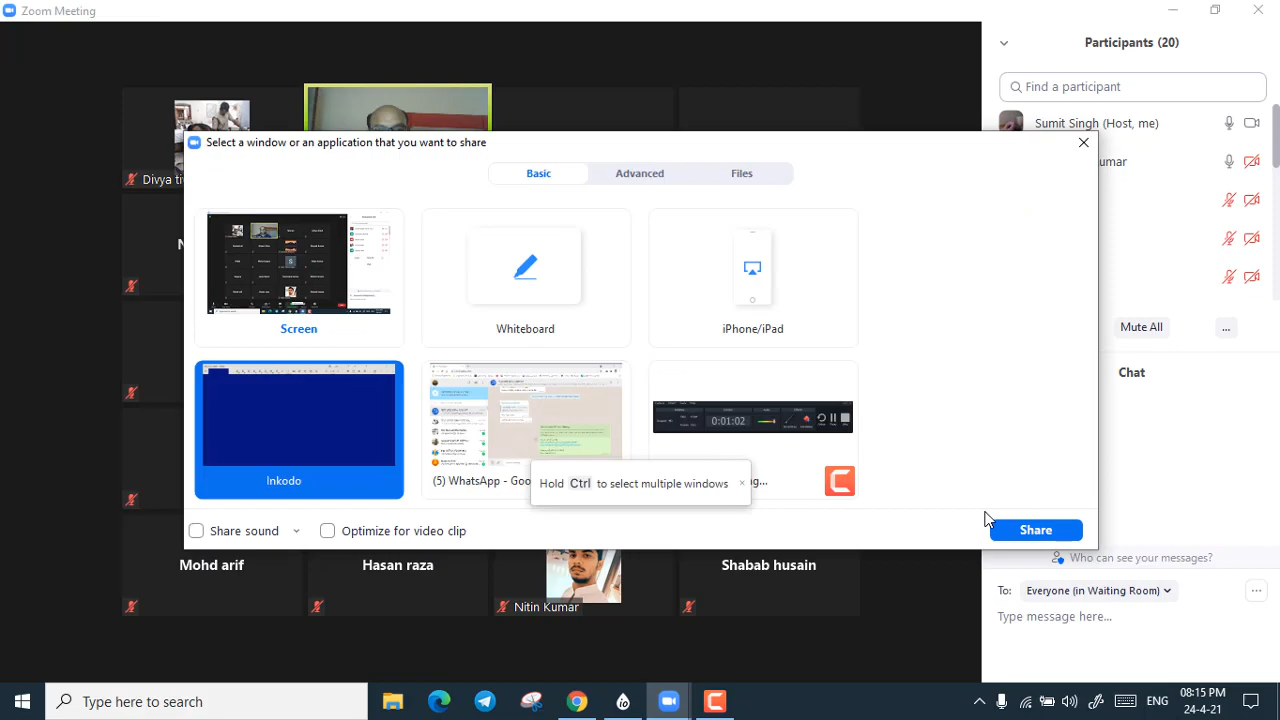 Zoom Meeting
Participants (20)
Find a participant
Sumit Singh (Host, me)
umar
Divya ti
N
Select a window or an application that you want to share
Basic
Advanced
Files
Screen
Whiteboard
iPhone/iPad
0:01:02
Inkodo
(5) WhatsApp - Goo
g...
Hold Ctrl to select multiple windows
Share sound
Optimize for video clip
Share
Mute All
...
Chat
Mohd arif
Hasan raza
Nitin Kumar
Shabab husain
Who can see your messages?
To: Everyone (in Waiting Room)
Type message here...
Type here to search
ENG
08:15 PM
24-4-21